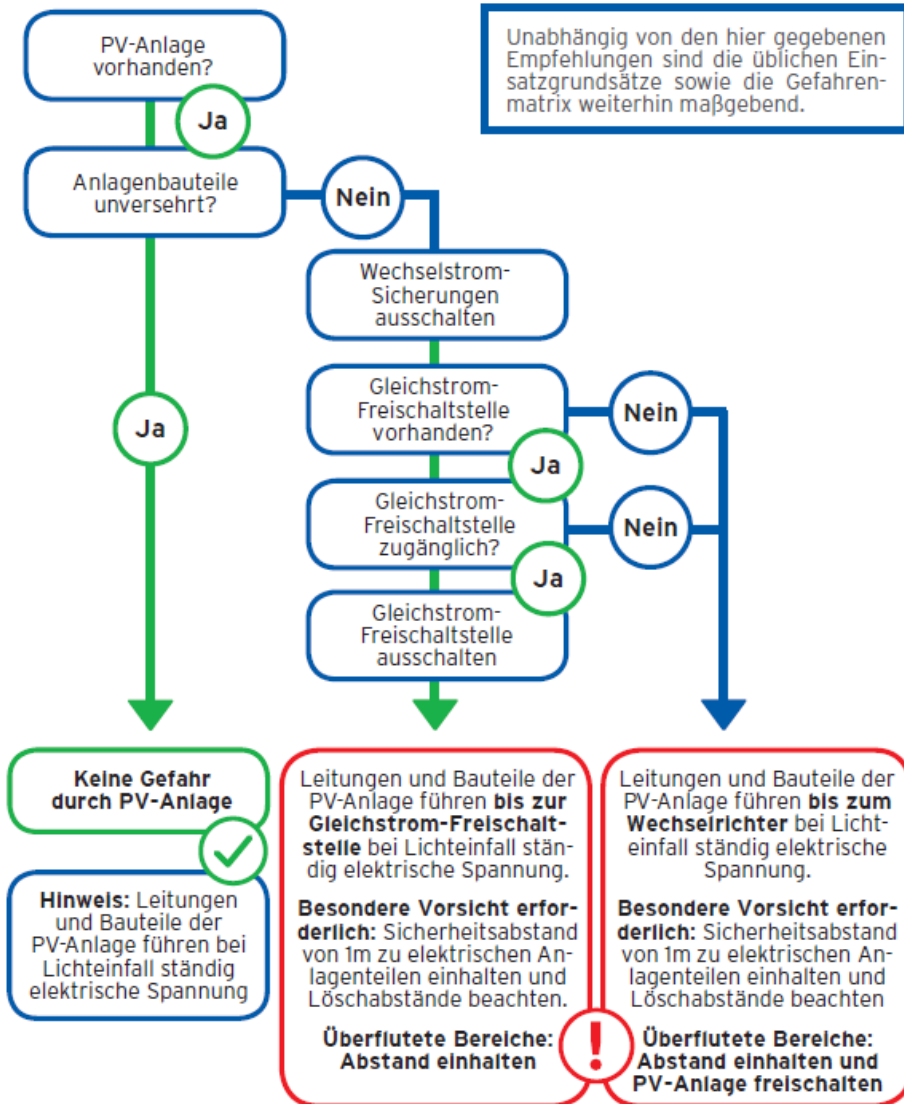 PV-Anlage
vorhanden?
Unabhängig von den hier gegebenen
Empfehlungen sind die üblichen Ein-
satzgrundsätze sowie die Gefahren-
matrix weiterhin maßgebend.
Ja
Anlagenbauteile
unversehrt?
Nein
Wechselstrom-
Sicherungen
ausschalten
Gleichstrom-
Freischaltstelle
vorhanden?
Nein
Ja
Ja
Gleichstrom-
Freischaltstelle
zugänglich?
Nein
Ja
Gleichstrom-
Freischaltstelle
ausschalten
Keine Gefahr
durch PV-Anlage
Hinweis: Leitungen
und Bauteile der
PV-Anlage führen bei
Lichteinfall ständig
elektrische Spannung
Leitungen und Bauteile der
PV-Anlage führen bis zur
Gleichstrom-Freischalt-
stelle bei Lichteinfall stän-
dig elektrische Spannung.
Besondere Vorsicht erfor-
derlich: Sicherheitsabstand
von 1m zu elektrischen An-
lagenteilen einhalten und
Löschabstände beachten.
Überflutete Bereiche:
Abstand einhalten
!
Leitungen und Bauteile der
PV-Anlage führen bis zum
Wechselrichter bei Licht-
einfall ständig elektrische
Spannung.
Besondere Vorsicht erfor-
derlich: Sicherheitsabstand
von 1m zu elektrischen An-
lagenteilen einhalten und
Löschabstände beachten
Überflutete Bereiche:
Abstand einhalten und
PV-Anlage freischalten